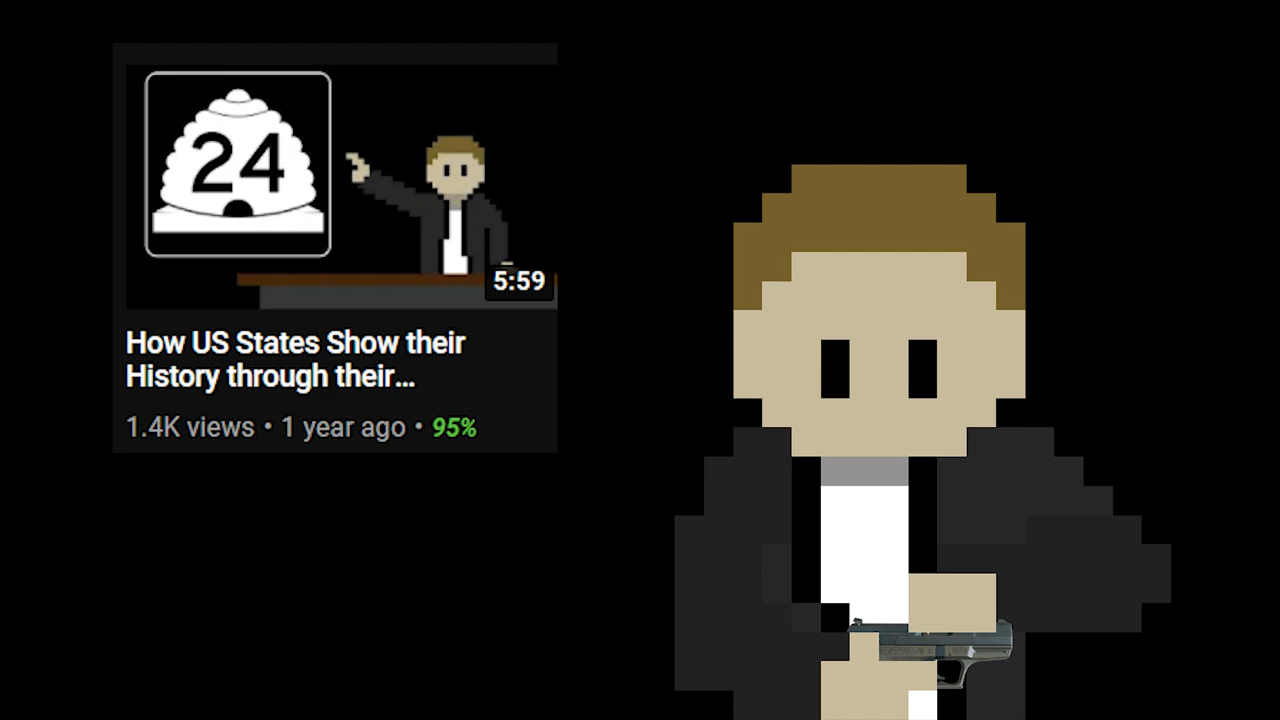 24
5:59
How US States Show their
History through their...
1.4K views • 1 year ago • 95%